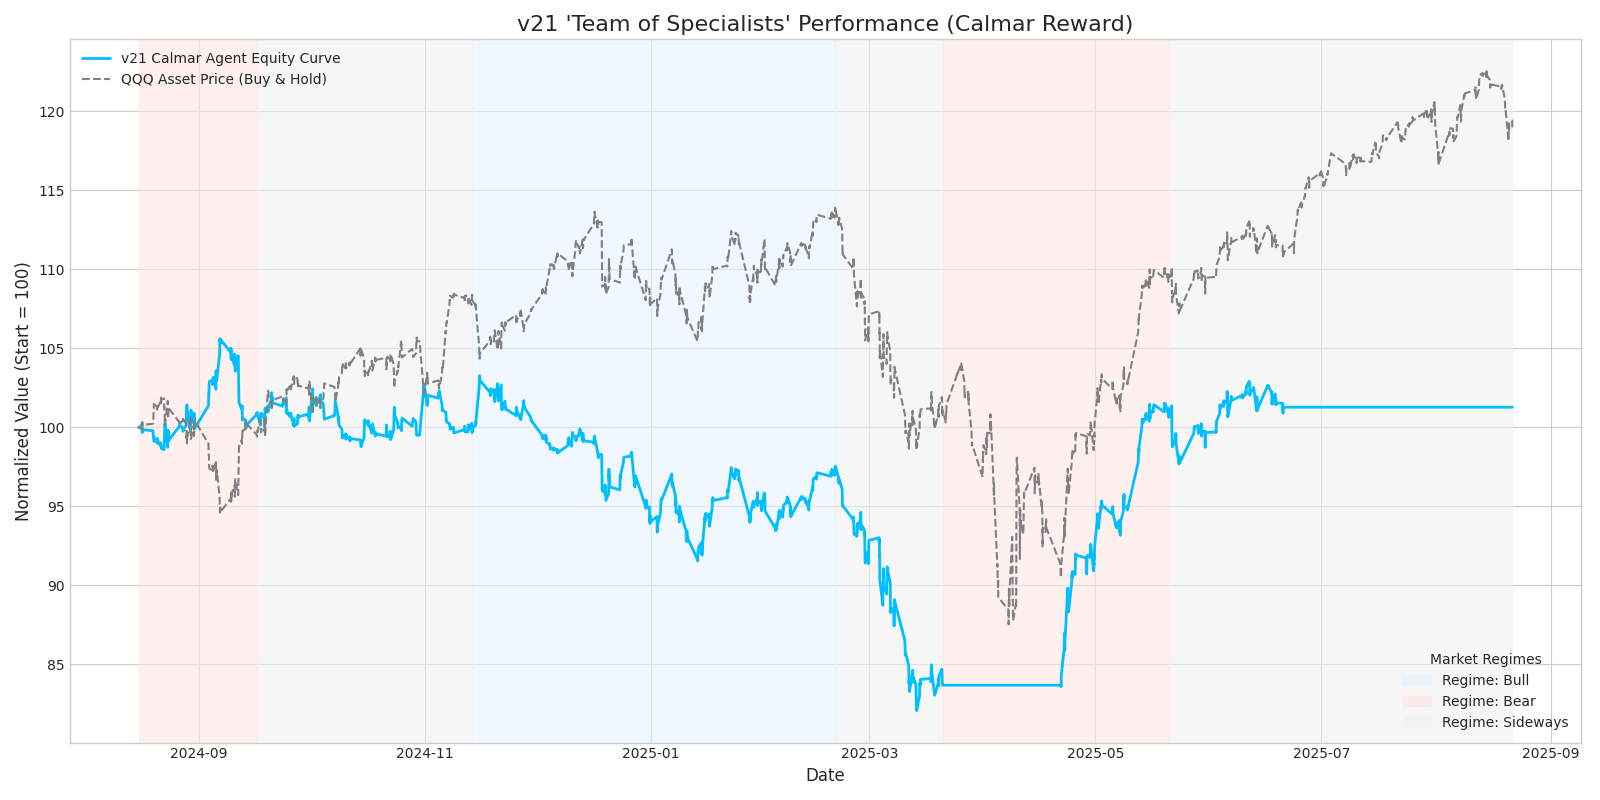 v21 'Team of Specialists' Performance (Calmar Reward)
v21 Calmar Agent Equity Curve
QQQ Asset Price (Buy & Hold)
Normalized Value (Start = 100)
120
115
110
105
100
95
90
85
Market Regimes
Regime: Bull
Regime: Bear
Regime: Sideways
2024-09
2024-11
2025-01
2025-03
2025-05
2025-07
2025-09
Date